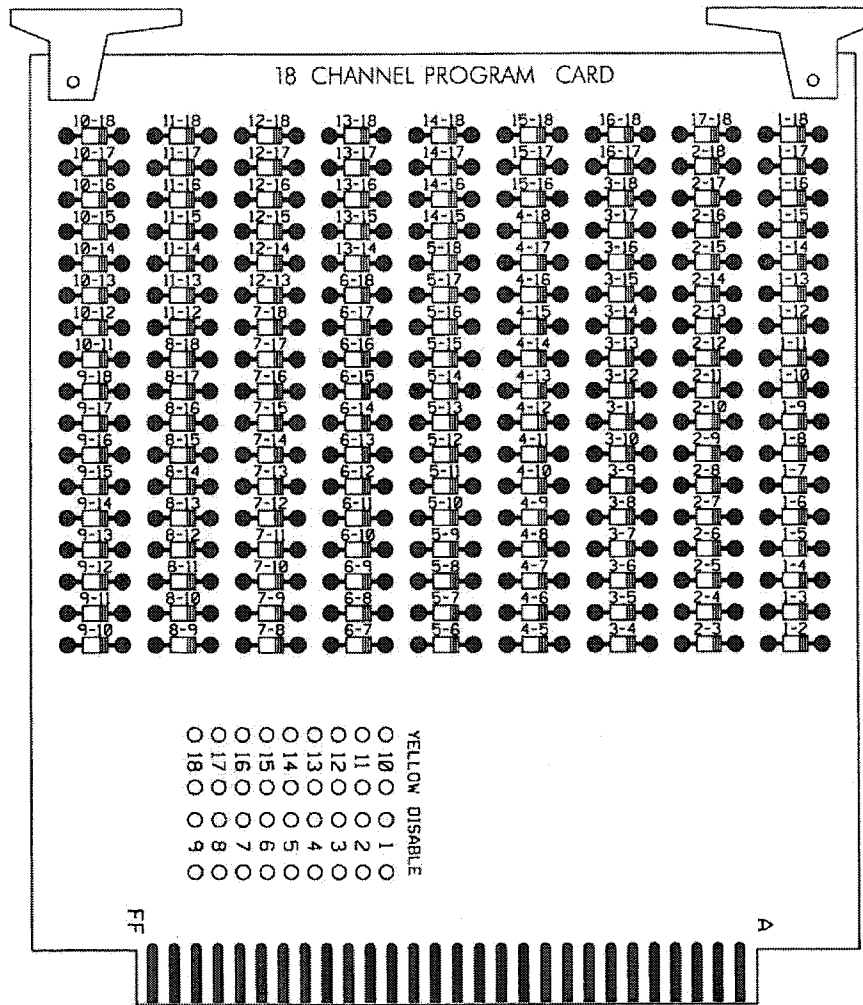 18 CHANNEL PROGRAM CARD
10-18 11-18 12-18 13-18 14-18 15-18 16-18 17-18 1-18
10-17 11-17 12-17 13-17 14-17 15-17 16-17 2-18 1-17
10-16 11-16 12-16 13-16 14-16 15-16 3-18 2-17 1-16
10-15 11-15 12-15 13-15 14-15 4-18 3-17 2-16 1-15
10-14 11-14 12-14 13-14 5-18 4-17 3-16 2-15 1-14
10-13 11-13 12-13 6-18 5-17 4-16 3-15 2-14 1-13
10-12 11-12 7-18 6-17 5-16 4-15 3-14 2-13 1-12
10-11 8-18 7-17 6-16 5-15 4-14 3-13 2-12 1-11
9-18 8-17 7-16 6-15 5-14 4-13 3-12 2-11 1-10
9-17 8-16 7-15 6-14 5-13 4-12 3-11 2-10 1-9
9-16 8-15 7-14 6-13 5-12 4-11 3-10 2-9 1-8
9-15 8-14 7-13 6-12 5-11 4-10 3-9 2-8 1-7
9-14 8-13 7-12 6-11 5-10 4-9 3-8 2-7 1-6
9-13 8-12 7-11 6-10 5-9 4-8 3-7 2-6 1-5
9-12 8-11 7-10 6-9 5-8 4-7 3-6 2-5 1-4
9-11 8-10 7-9 6-8 5-7 4-6 3-5 2-4 1-3
9-10 8-9 7-8 6-7 5-6 4-5 3-4 2-3 1-2
YELLOW DISABLE
10 1
11 2
12 3
13 4
14 5
15 6
16 7
17 8
18 9
FF
A